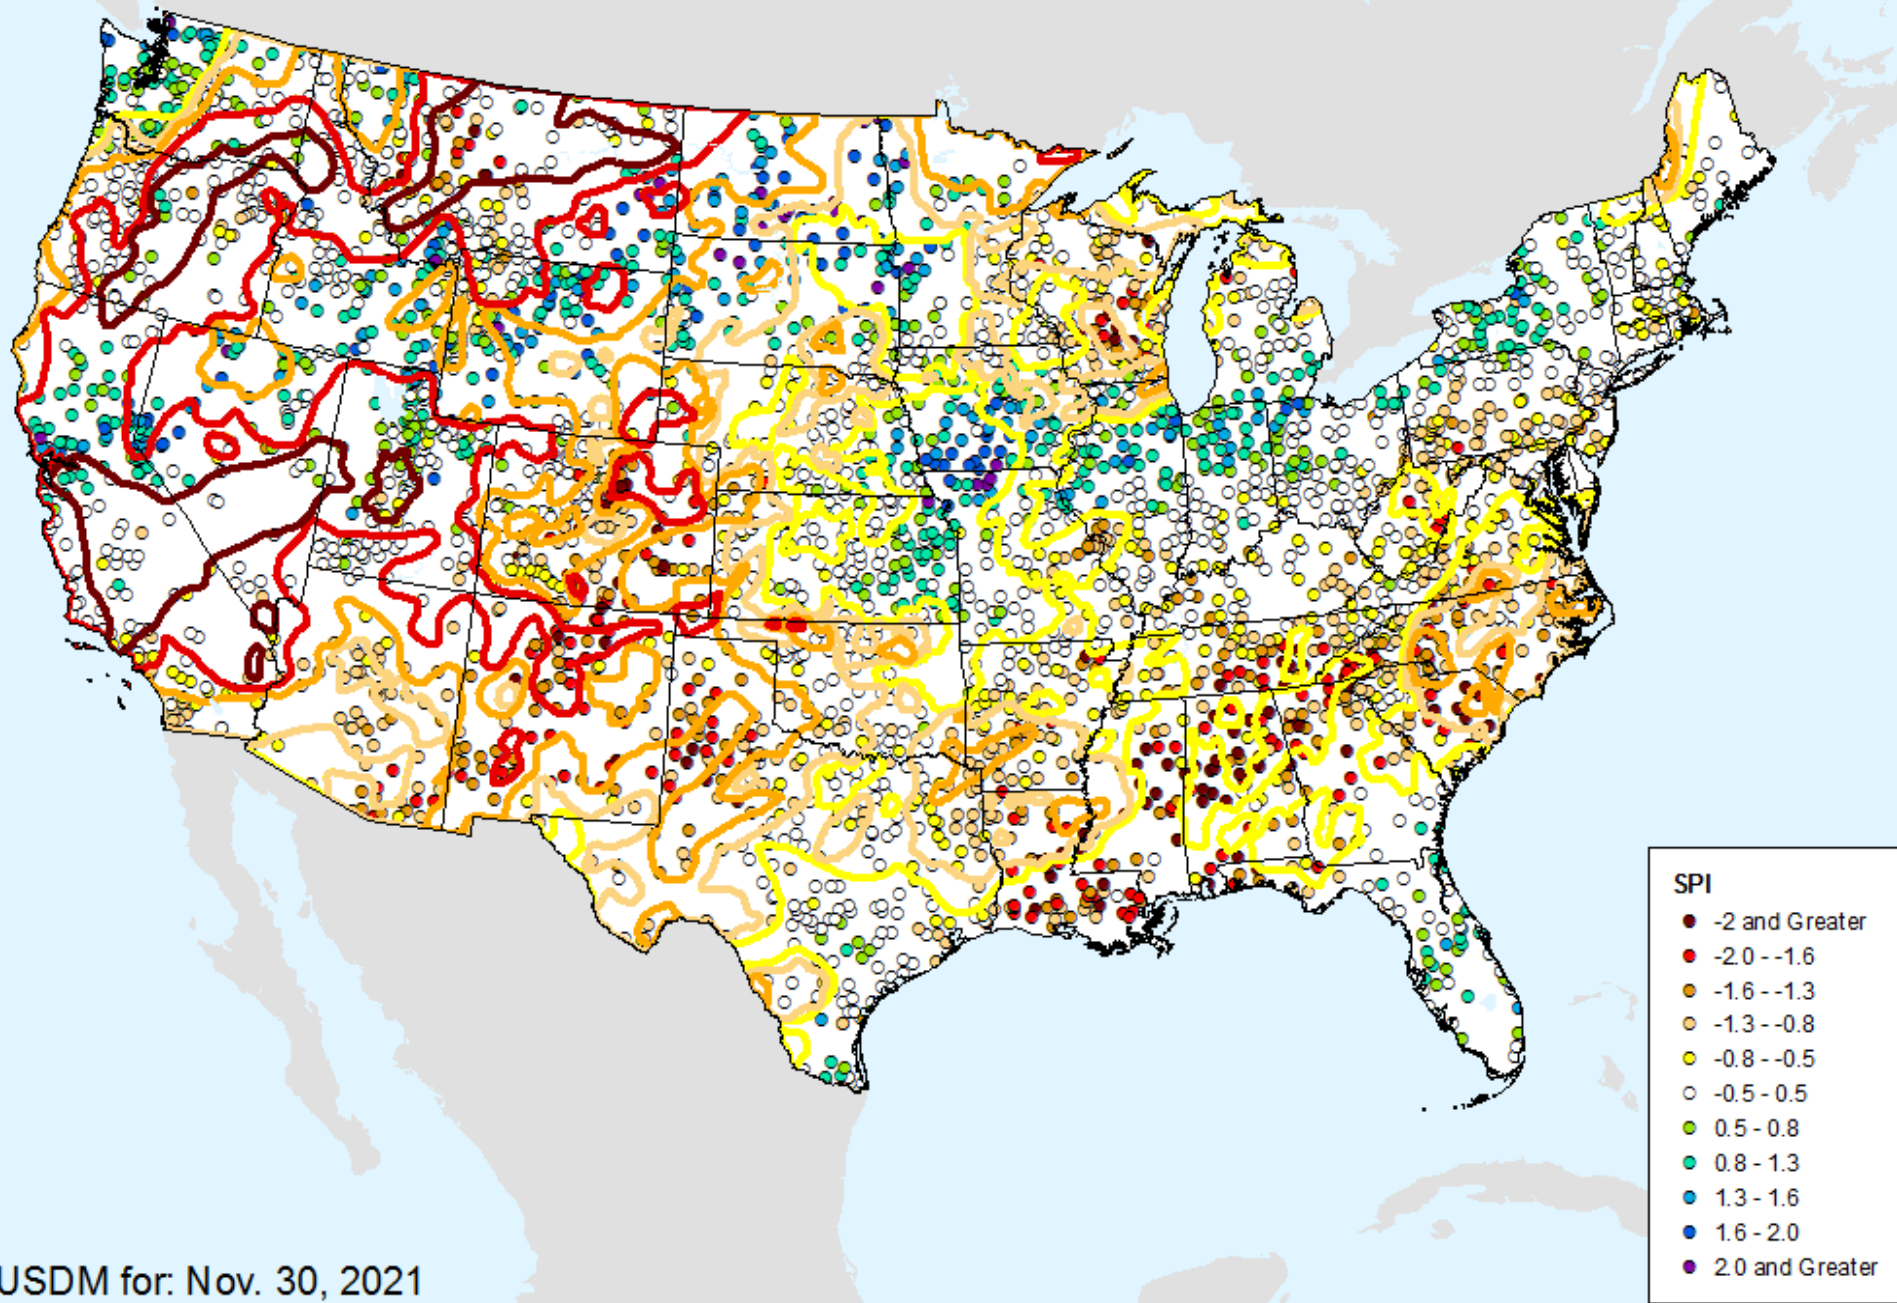 SPI
-2 and Greater
-2.0 - -1.6
-1.6 - -1.3
-1.3 - -0.8
-0.8 - -0.5
-0.5 - 0.5
0.5 - 0.8
0.8 - 1.3
1.3 - 1.6
1.6 - 2.0
2.0 and Greater
USDM for: Nov. 30, 2021